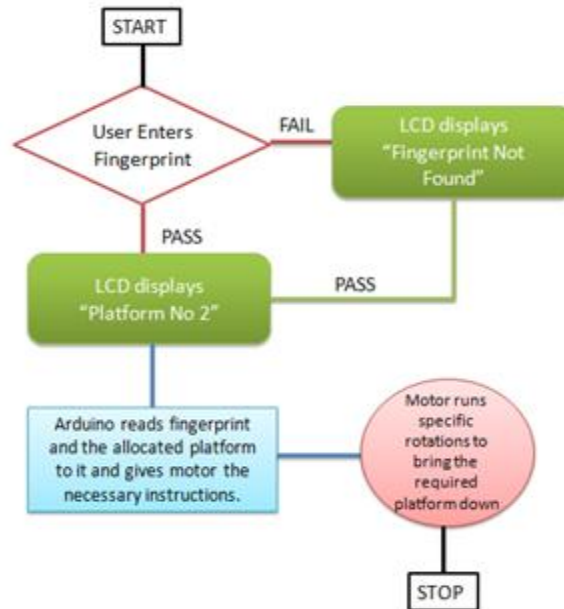 START
User Enters
Fingerprint
FAIL
LCD displays
“Fingerprint Not
Found”
PASS
PASS
LCD displays
“Platform No 2”
Arduino reads fingerprint
and the allocated platform
to it and gives motor the
necessary instructions.
Motor runs
specific
rotations to
bring the
required
platform down
STOP